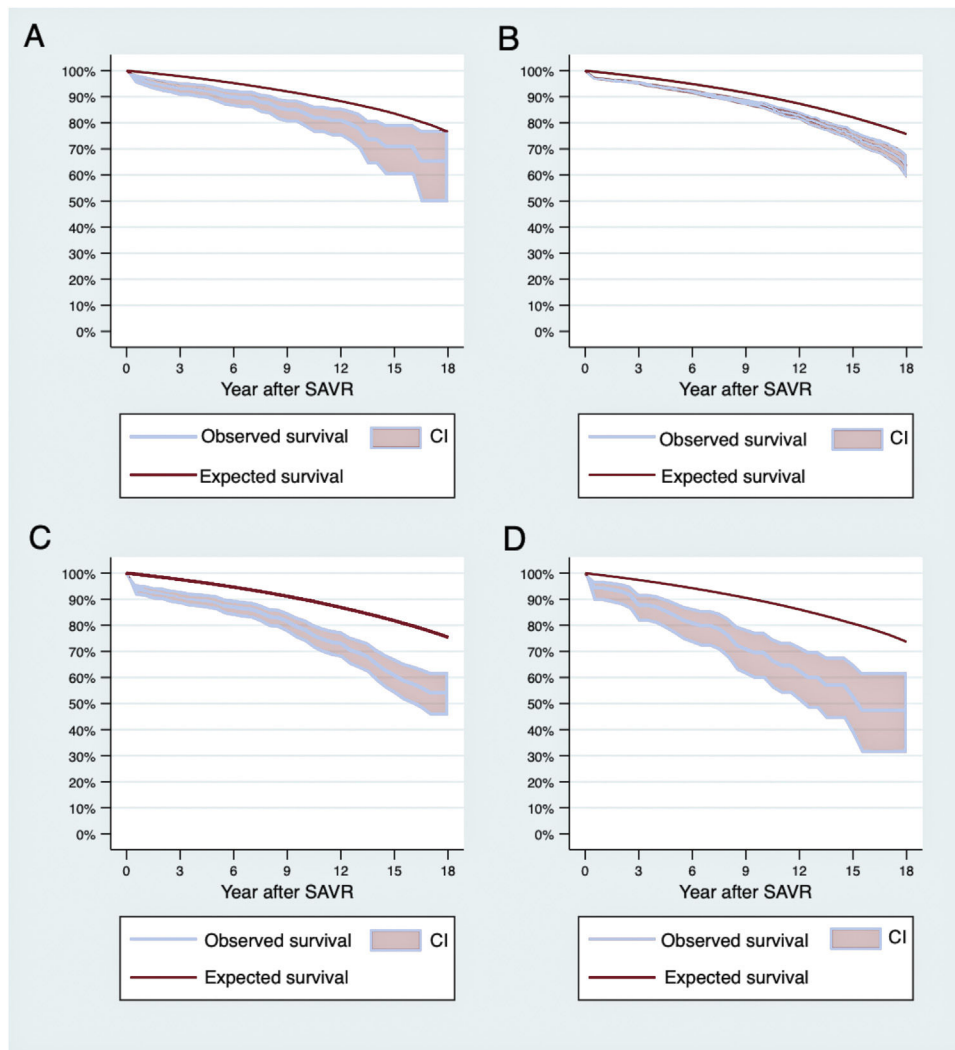 A
100%
90%
80%
70%
60%
50%
40%
30%
20%
10%
0%
0 3 6 9 12 15 18
Year after SAVR
Observed survival CI
Expected survival
B
100%
90%
80%
70%
60%
50%
40%
30%
20%
10%
0%
0 3 6 9 12 15 18
Year after SAVR
Observed survival CI
Expected survival
C
100%
90%
80%
70%
60%
50%
40%
30%
20%
10%
0%
0 3 6 9 12 15 18
Year after SAVR
Observed survival CI
Expected survival
D
100%
90%
80%
70%
60%
50%
40%
30%
20%
10%
0%
0 3 6 9 12 15 18
Year after SAVR
Observed survival CI
Expected survival